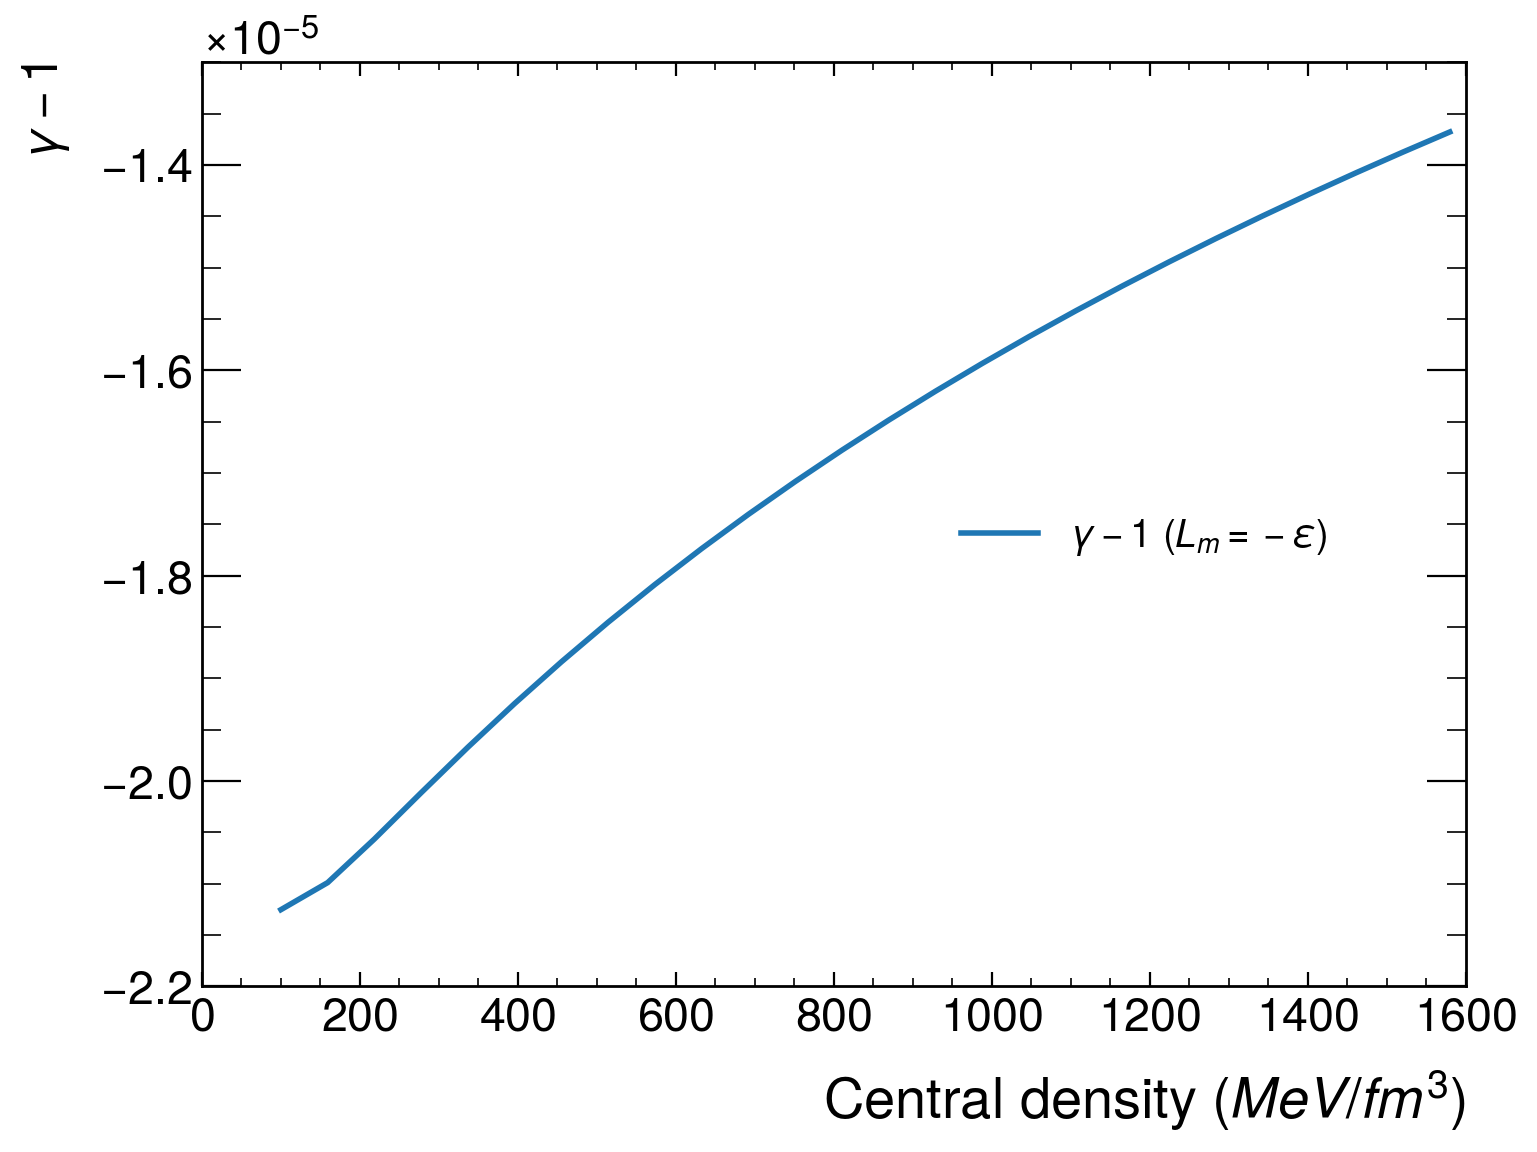 ×10⁻⁵
γ − 1
−1.4
−1.6
−1.8
−2.0
−2.2
γ − 1 (Lₘ = − ε)
0 200 400 600 800 1000 1200 1400 1600
Central density (MeV/fm³)